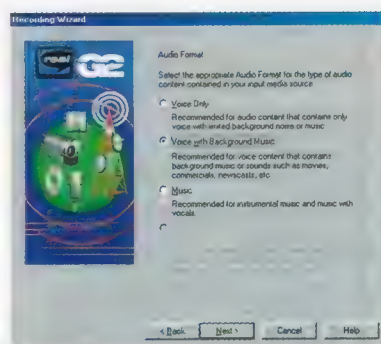 Recording Wizard
real
G2
Audio Format
Select the appropriate Audio Format for the type of audio
content contained in your input media source
Voice Only
Recommended for audio content that contains only
voice with limited background noise or music
Voice with Background Music
Recommended for voice content that contains
background music or sounds such as movies,
commercials, newscasts, etc
Music
Recommended for instrumental music and music with
vocals.
< Back
Next >
Cancel
Help